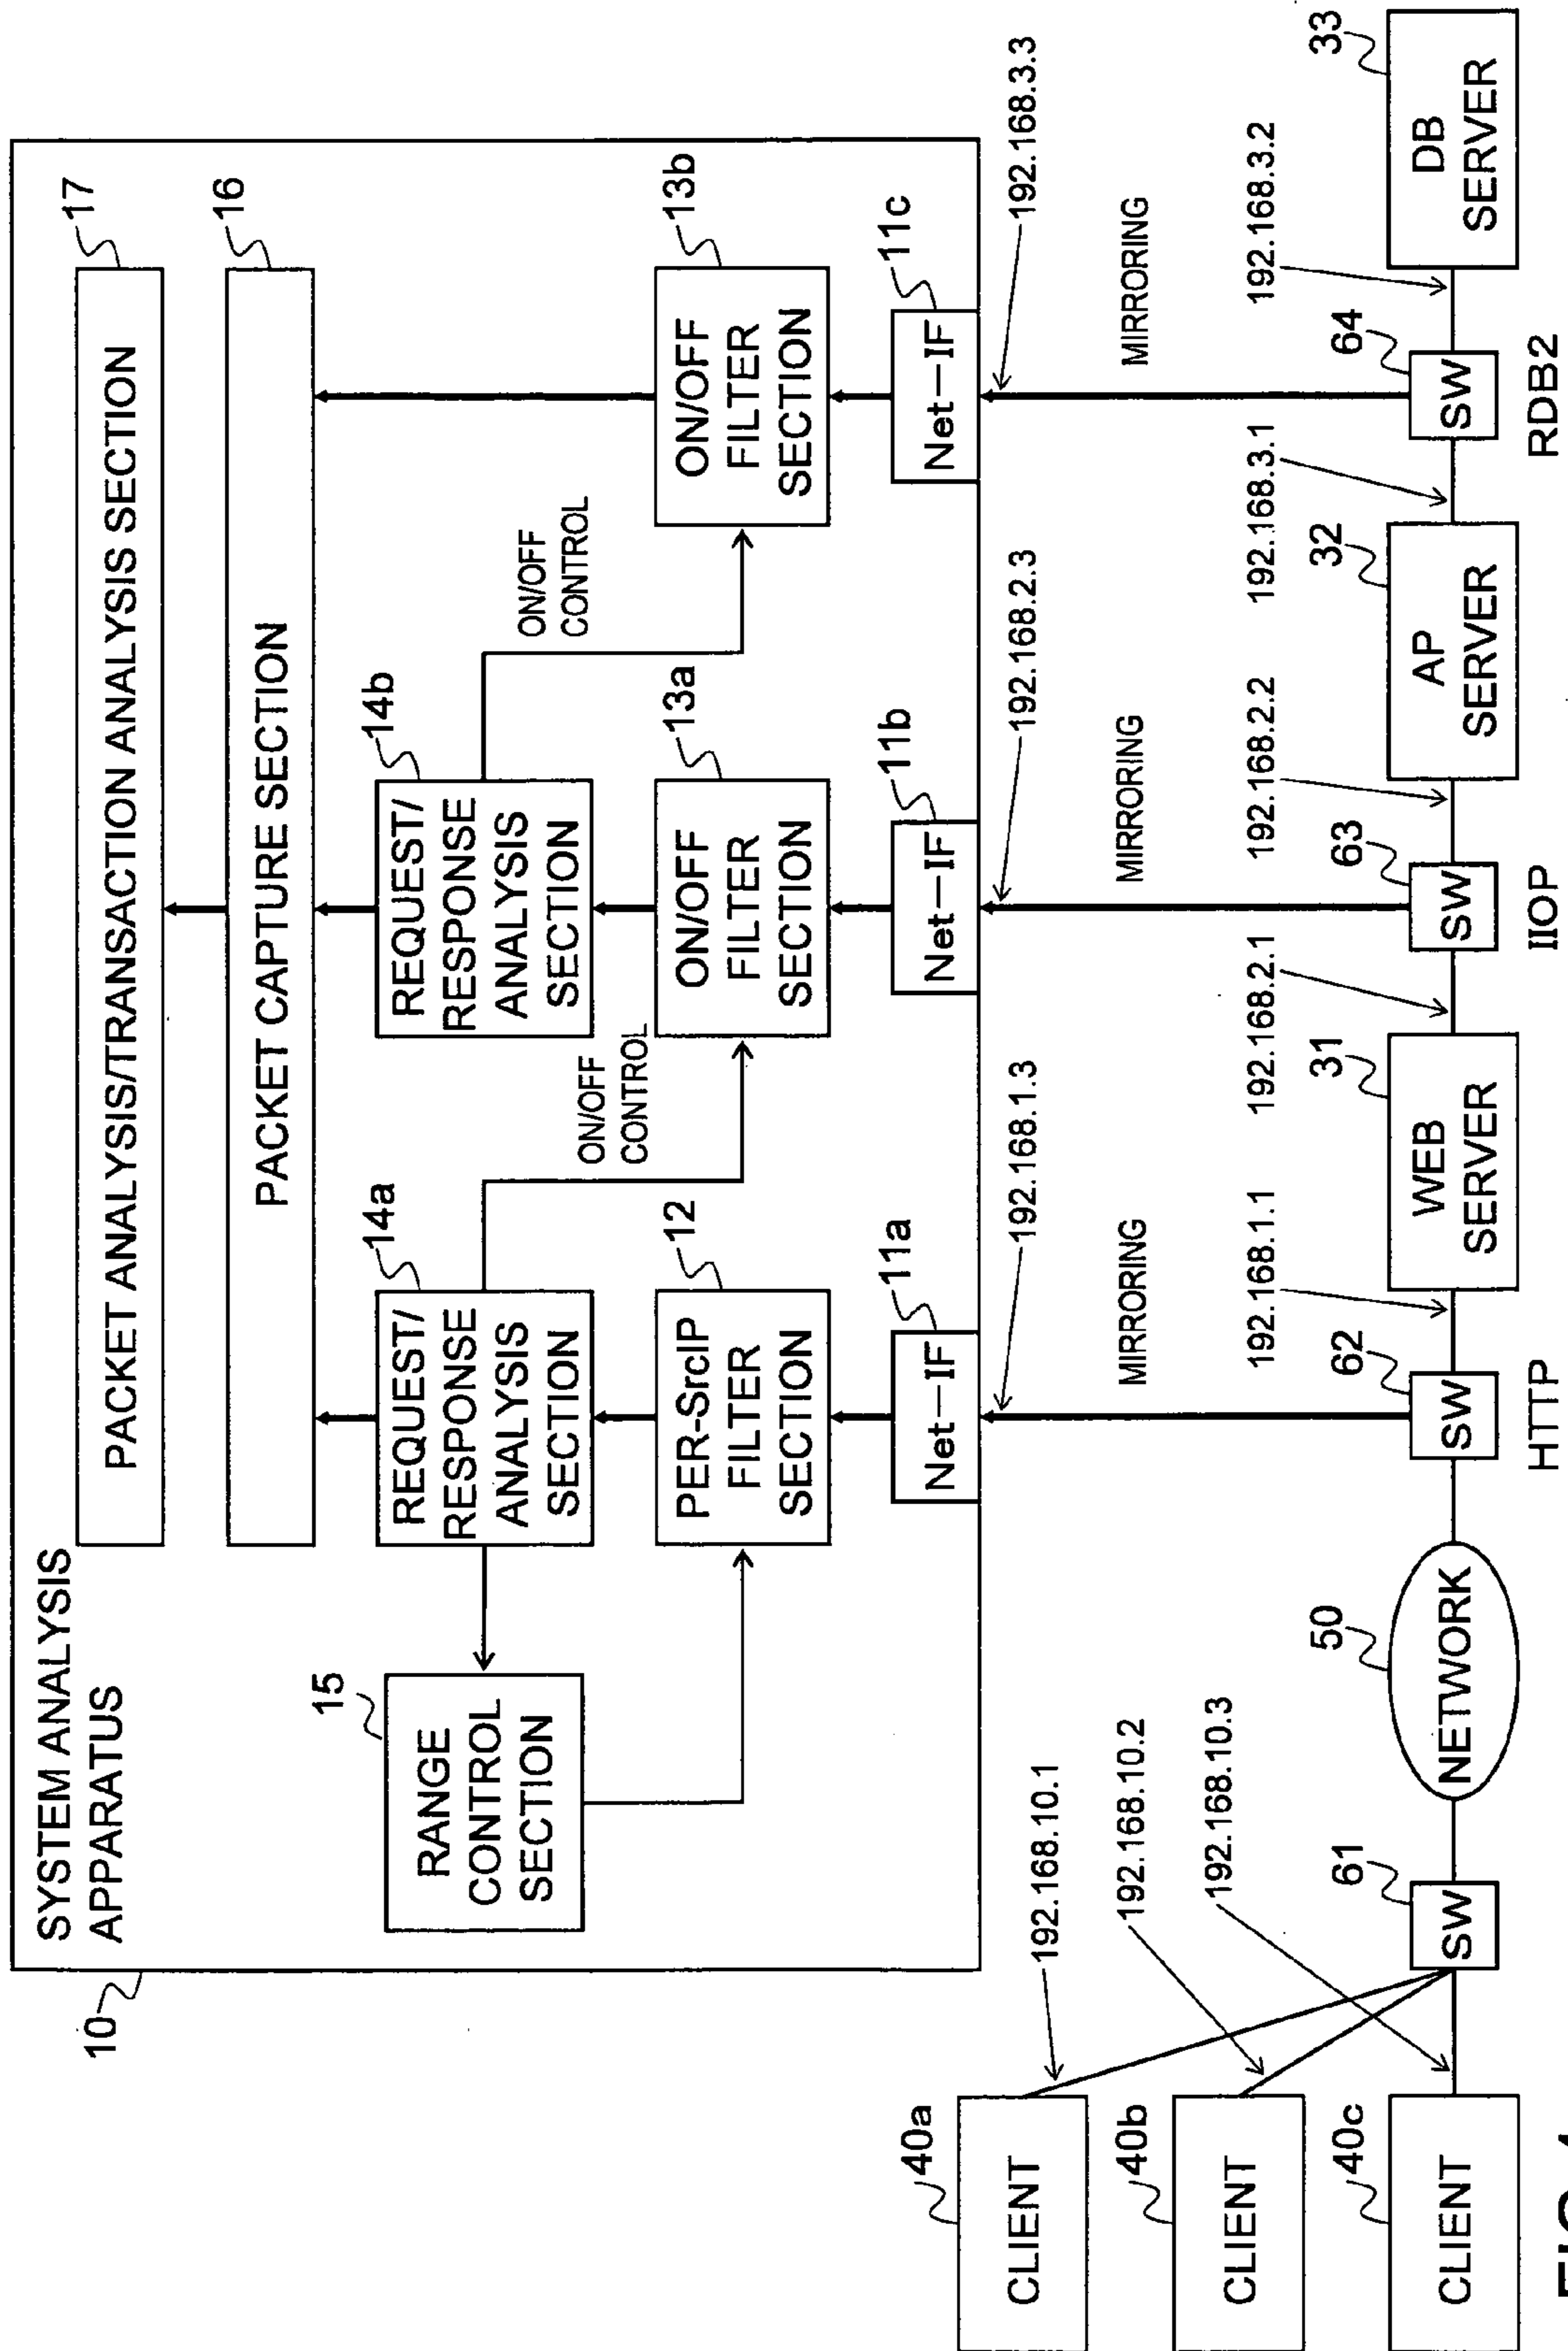 SYSTEM ANALYSIS
APPARATUS
10
17
PACKET ANALYSIS/TRANSACTION ANALYSIS SECTION
16
PACKET CAPTURE SECTION
15
RANGE
CONTROL
SECTION
14a
REQUEST/
RESPONSE
ANALYSIS
SECTION
14b
REQUEST/
RESPONSE
ANALYSIS
SECTION
ON/OFF
CONTROL
ON/OFF
CONTROL
12
PER-SrcIP
FILTER
SECTION
13a
ON/OFF
FILTER
SECTION
13b
ON/OFF
FILTER
SECTION
11a
Net-IF
11b
Net-IF
11c
Net-IF
192.168.1.3
192.168.2.3
192.168.3.3
MIRRORING
MIRRORING
MIRRORING
192.168.10.1
192.168.10.2
192.168.10.3
192.168.1.1
192.168.2.1
192.168.2.2
192.168.3.1
192.168.3.2
40a
CLIENT
40b
CLIENT
40c
CLIENT
61
SW
50
NETWORK
62
SW
31
WEB
SERVER
63
SW
32
AP
SERVER
64
SW
33
DB
SERVER
HTTP
IIOP
RDB2